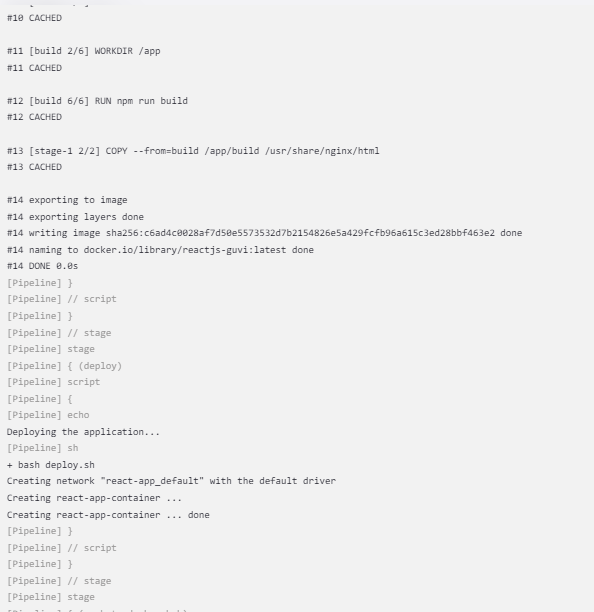 #10 CACHED
#11 [build 2/6] WORKDIR /app
#11 CACHED
#12 [build 6/6] RUN npm run build
#12 CACHED
#13 [stage-1 2/2] COPY --from=build /app/build /usr/share/nginx/html
#13 CACHED
#14 exporting to image
#14 exporting layers done
#14 writing image sha256:c6ad4c0028af7d50e5573532d7b2154826e5a429fcfb96a615c3ed28bbf463e2 done
#14 naming to docker.io/library/reactjs-guvi:latest done
#14 DONE 0.0s
[Pipeline] }
[Pipeline] // script
[Pipeline] }
[Pipeline] // stage
[Pipeline] stage
[Pipeline] { (deploy)
[Pipeline] script
[Pipeline] {
[Pipeline] echo
Deploying the application...
[Pipeline] sh
+ bash deploy.sh
Creating network "react-app_default" with the default driver
Creating react-app-container ...
Creating react-app-container ... done
[Pipeline] }
[Pipeline] // script
[Pipeline] }
[Pipeline] // stage
[Pipeline] stage